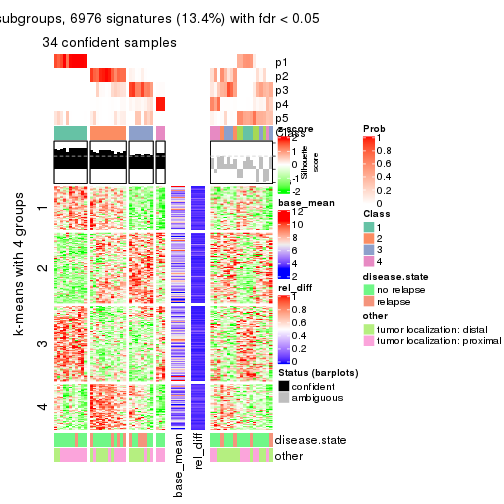 subgroups, 6976 signatures (13.4%) with fdr < 0.05
34 confident samples
p1
p2
p3
p4
p5
Class
Silhouette score
1
2
3
4
k-means with 4 groups
disease.state
other
base_mean
rel_diff
z-score
2
1
0
-1
-2
base_mean
12
10
8
6
4
2
rel_diff
1
0.8
0.6
0.4
0.2
0
Status (barplots)
confident
ambiguous
Prob
1
0.8
0.6
0.4
0.2
0
Class
1
2
3
4
disease.state
no relapse
relapse
other
tumor localization: distal
tumor localization: proximal